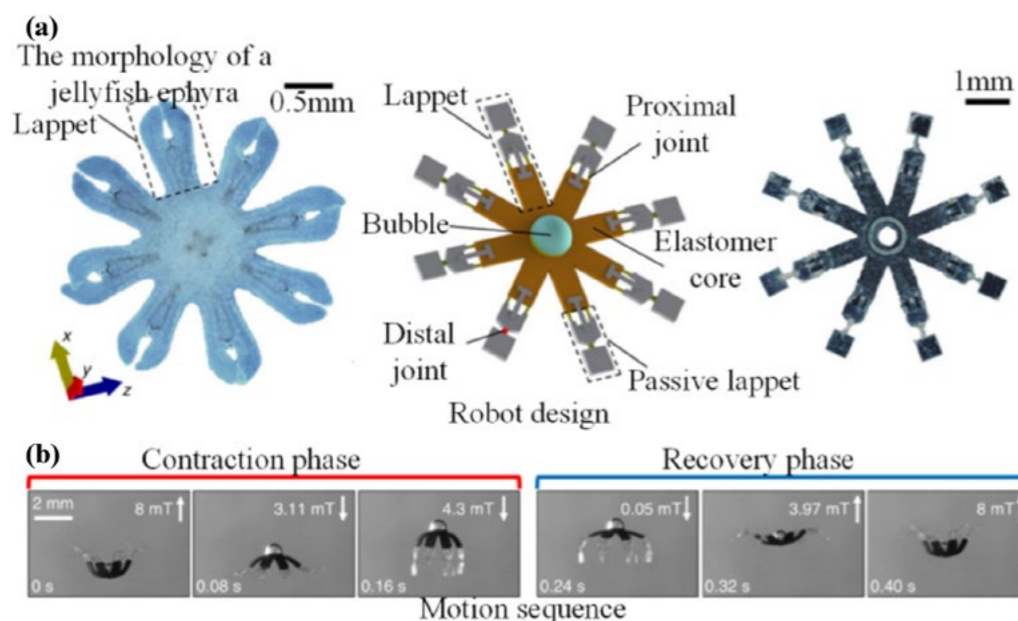 (a)
The morphology of a
jellyfish ephyra
Lappet
0.5mm
Lappet
Proximal
joint
1mm
Bubble
Elastomer
core
Distal
joint
Passive lappet
x
y
z
Robot design
(b)
Contraction phase
Recovery phase
2 mm
8 mT
0 s
3.11 mT
0.08 s
4.3 mT
0.16 s
0.05 mT
0.24 s
3.97 mT
0.32 s
8 mT
0.40 s
Motion sequence